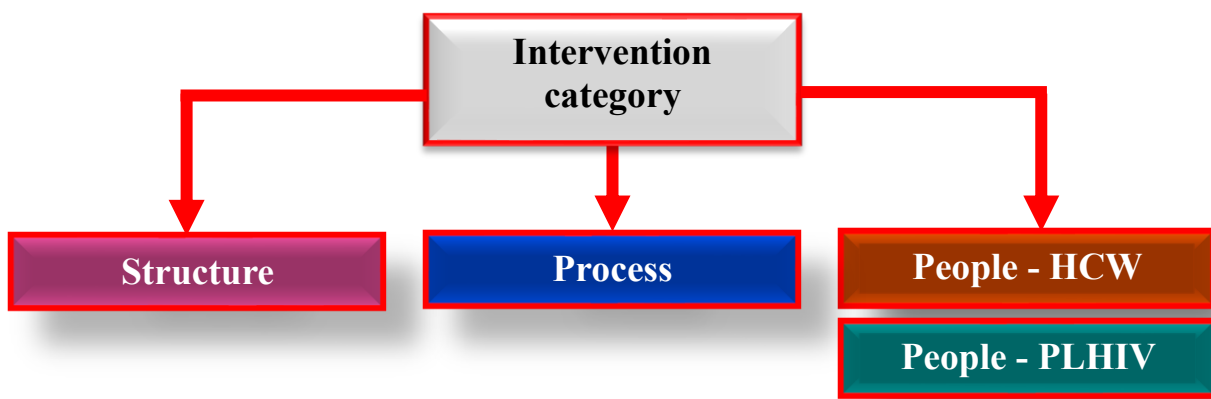 Intervention
category
Structure
Process
People - HCW
People - PLHIV